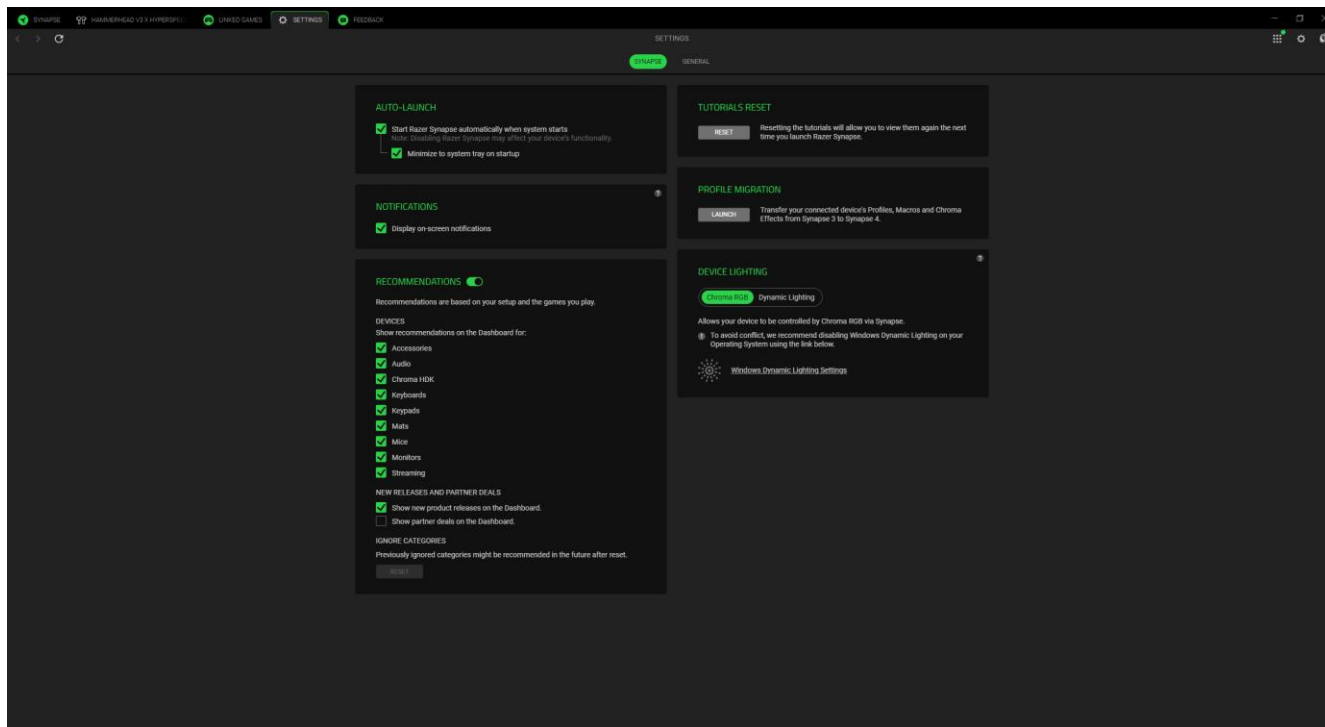 SYNAPSE
HAMMERHEAD V3 X HYPERSPEED
LINKED GAMES
SETTINGS
FEEDBACK
SETTINGS
SYNAPSE
GENERAL
AUTO-LAUNCH
Start Razer Synapse automatically when system starts
Note: Disabling Razer Synapse may affect your device's functionality.
Minimize to system tray on startup
NOTIFICATIONS
Display on-screen notifications
RECOMMENDATIONS
Recommendations are based on your setup and the games you play.
DEVICES
Show recommendations on the Dashboard for:
Accessories
Audio
Chroma HDK
Keyboards
Keypads
Mats
Mice
Monitors
Streaming
NEW RELEASES AND PARTNER DEALS
Show new product releases on the Dashboard.
Show partner deals on the Dashboard.
IGNORE CATEGORIES
Previously ignored categories might be recommended in the future after reset.
RESET
TUTORIALS RESET
RESET
Resetting the tutorials will allow you to view them again the next
time you launch Razer Synapse.
PROFILE MIGRATION
LAUNCH
Transfer your connected device's Profiles, Macros and Chroma
Effects from Synapse 3 to Synapse 4.
DEVICE LIGHTING
Chroma RGB
Dynamic Lighting
Allows your device to be controlled by Chroma RGB via Synapse.
To avoid conflict, we recommend disabling Windows Dynamic Lighting on your
Operating System using the link below.
Windows Dynamic Lighting Settings